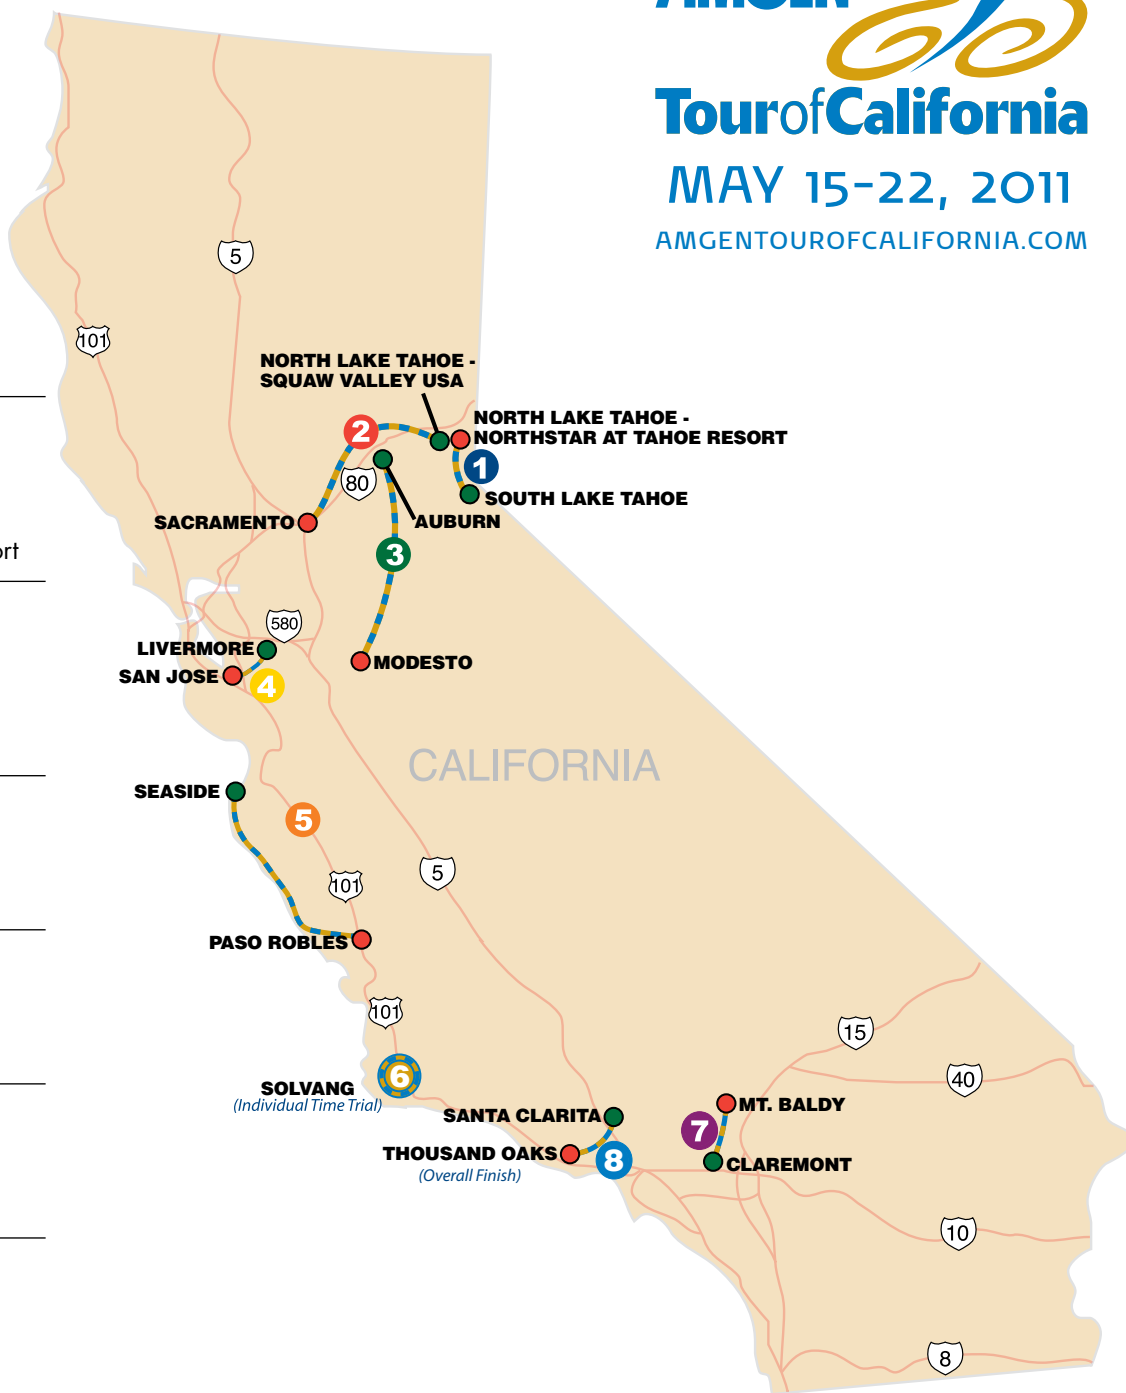 AMGEN
TourofCalifornia
MAY 15-22, 2011
AMGENTOUROFCALIFORNIA.COM
5
101
NORTH LAKE TAHOE -
SQUAW VALLEY USA
NORTH LAKE TAHOE -
NORTHSTAR AT TAHOE RESORT
2
1
80
SOUTH LAKE TAHOE
SACRAMENTO
AUBURN
3
580
LIVERMORE
MODESTO
SAN JOSE
4
CALIFORNIA
SEASIDE
5
5
101
PASO ROBLES
101
15
6
40
SOLVANG
(Individual Time Trial)
MT. BALDY
SANTA CLARITA
7
THOUSAND OAKS
8
CLAREMONT
(Overall Finish)
10
8